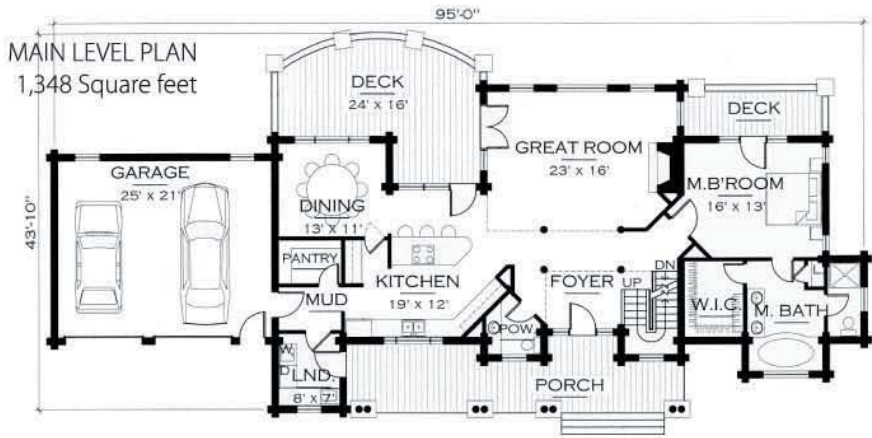 95'-0"
MAIN LEVEL PLAN
1,348 Square feet
43'-10"
DECK
24' x 16'
DECK
GREAT ROOM
23' x 16'
GARAGE
25' x 21'
M.B'ROOM
16' x 13'
DINING
13' x 11'
PANTRY
KITCHEN
19' x 12'
MUD
FOYER
UP
DN
W.I.C.
M. BATH
POW.
W
D
LND.
8' x 7'
PORCH